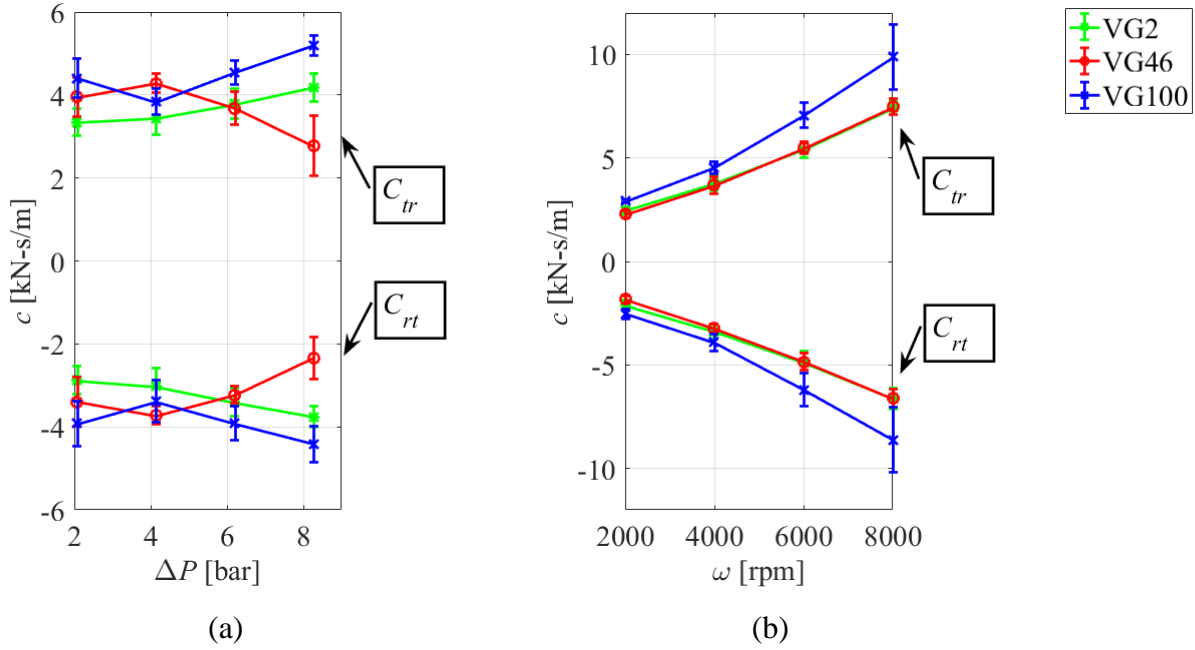 6
4
2
0
-2
-4
-6
2
4
6
8
c [kN-s/m]
ΔP [bar]
C_tr
C_rt
(a)
10
5
0
-5
-10
2000
4000
6000
8000
c [kN-s/m]
ω [rpm]
C_tr
C_rt
(b)
VG2
VG46
VG100